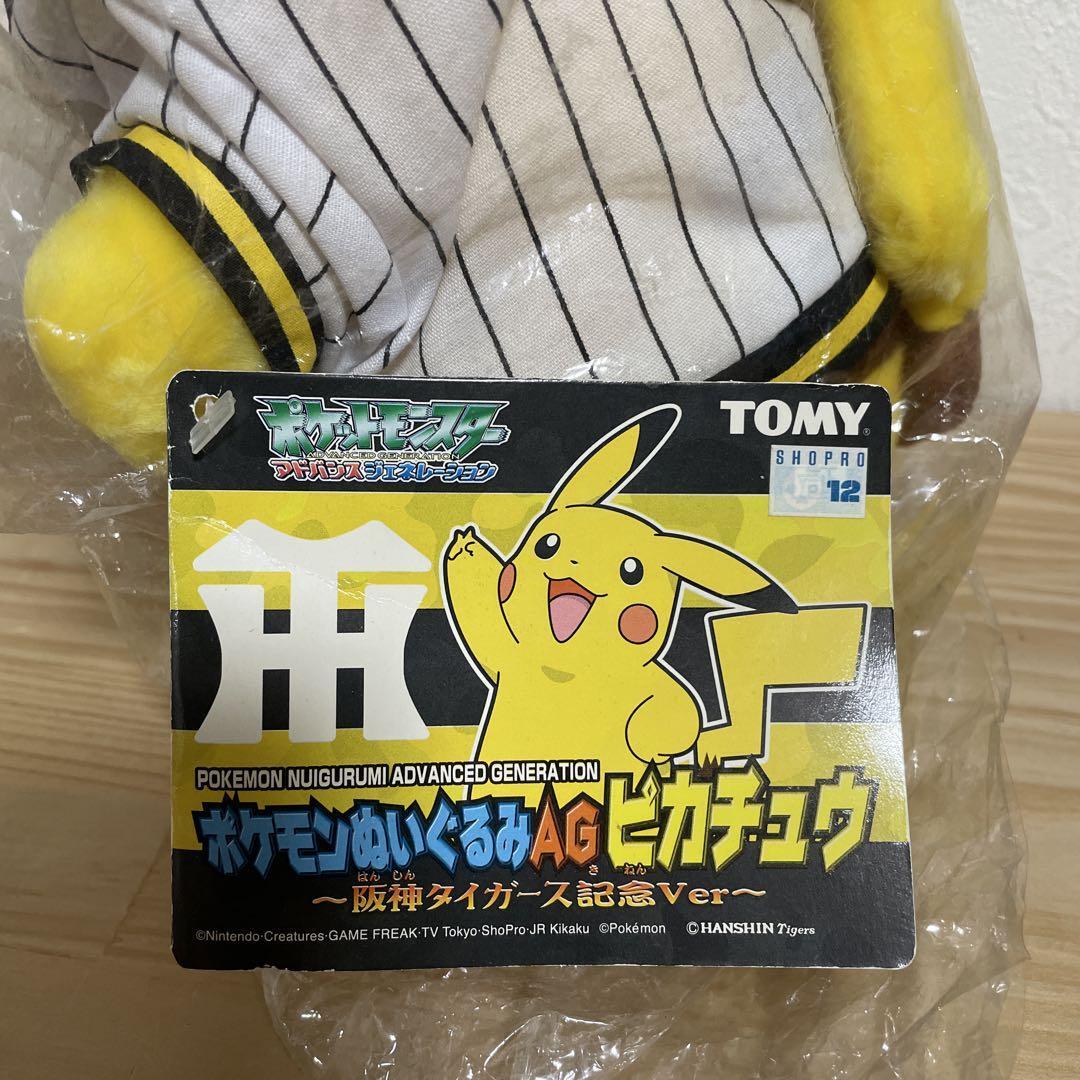 ポケットモンスター
ADVANCED GENERATION
アドバンスジェネレーション
TOMY®
SHOPRO
12
POKEMON NUIGURUMI ADVANCED GENERATION
ポケモンぬいぐるみAG ピカチュウ
はんしん きねん
～阪神タイガース記念Ver～
©Nintendo·Creatures·GAME FREAK·TV Tokyo·ShoPro·JR Kikaku ©Pokémon ©HANSHIN Tigers